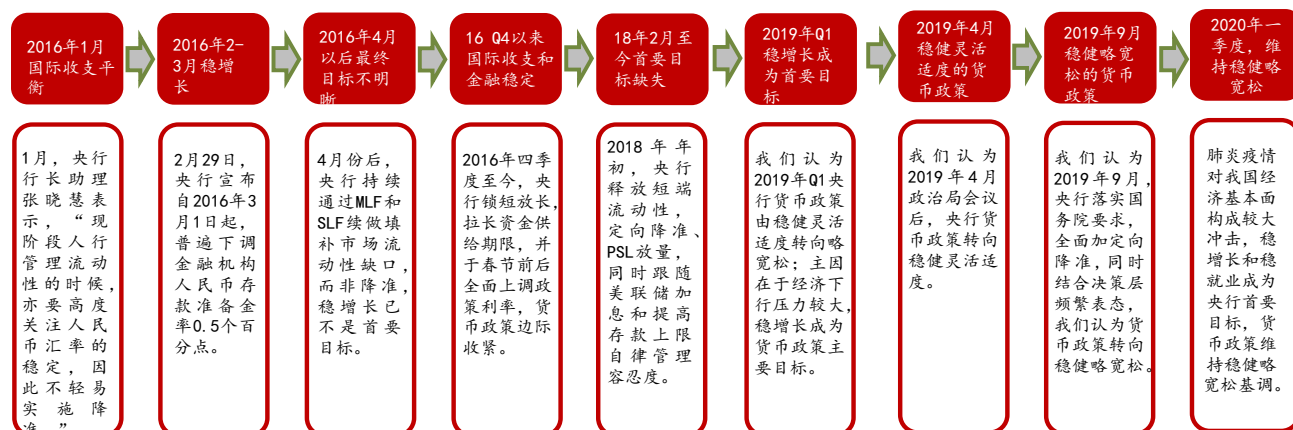 2016年1月
国际收支平
衡
2016年2-
3月稳增
长
2016年4月
以后最终
目标不明
晰
16 Q4以来
国际收支和
金融稳定
18年2月至
今首要目
标缺失
2019年Q1
稳增长成
为首要目
标
2019年4月
稳健灵活
适度的货
币政策
2019年9月
稳健略宽
松的货币
政策
2020年一
季度，维
持稳健略
宽松
1月，央行
行长助理
张晓慧表
示，“现
阶段人行
管理流动
性的时候，
亦要高度
关注人民
币汇率的
稳定，因
此不轻易
实施降
准。”
2月29日，
央行宣布
自2016年3
月1日起，
普遍下调
金融机构
人民币存
款准备金
率0.5个百
分点。
4月份后，
央行持续
通过MLF和
SLF续做填
补市场流
动性缺口，
而非降准，
稳增长已
不是首要
目标。
2016年四季
度至今，央
行锁短放长，
拉长资金供
给期限，并
于春节前后
全面上调政
策利率，货
币政策边际
收紧。
2018年年
初，央行
释放短端
流动性，
定向降准、
PSL放量，
同时跟随
美联储加
息和提高
存款上限
自律管理
容忍度。
我们认为
2019年Q1央
行货币政策
由稳健灵活
适度转向略
宽松；主因
在于经济下
行压力较大，
稳增长成为
货币政策主
要目标。
我们认为
2019年4月
政治局会议
后，央行货
币政策转向
稳健灵活适
度。
我们认为
2019年9月，
央行落实国
务院要求，
全面加定向
降准，同时
结合决策层
频繁表态，
我们认为货
币政策转向
稳健略宽松。
肺炎疫情
对我国经
济基本面
构成较大
冲击，稳
增长和稳
就业成为
央行首要
目标，货
币政策维
持稳健略
宽松基调。